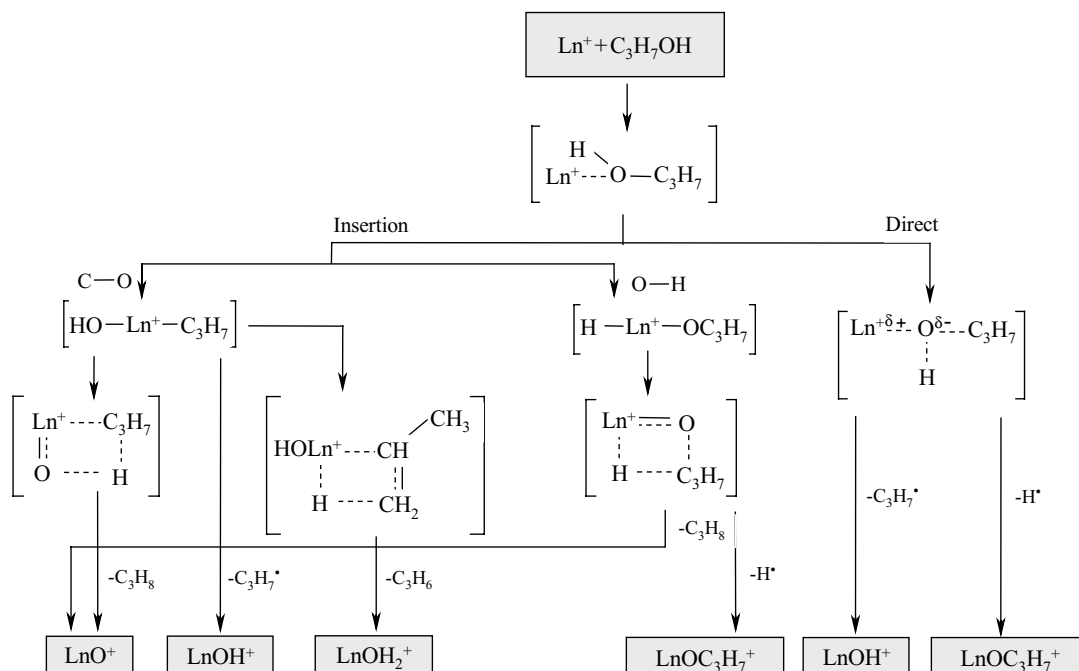 Ln⁺+C₃H₇OH
H
Ln⁺ O C₃H₇
Insertion Direct
C O
O H
HO Ln⁺ C₃H₇
H Ln⁺ OC₃H₇
Ln⁺δ+ Oδ- C₃H₇
H
Ln⁺ C₃H₇
O H
CH₃
HOLn⁺ CH
H CH₂
Ln⁺ O
H C₃H₇
-C₃H₈
-C₃H₇•
-C₃H₆
-C₃H₈
-H•
-C₃H₇•
-H•
LnO⁺ LnOH⁺ LnOH₂⁺ LnOC₃H₇⁺ LnOH⁺ LnOC₃H₇⁺